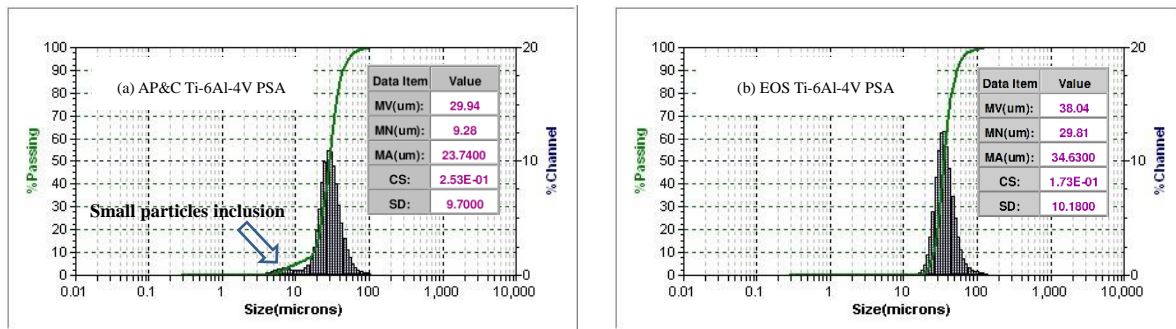 (a) AP&C Ti-6Al-4V PSA
%Passing
100
90
80
70
60
50
40
30
20
10
0
Data Item Value
MV(um): 29.94
MN(um): 9.28
MA(um): 23.7400
CS: 2.53E-01
SD: 9.7000
Small particles inclusion
20
10
0
%Channel
0.01 0.1 1 10 100 1,000 10,000
Size(microns)
(b) EOS Ti-6Al-4V PSA
%Passing
100
90
80
70
60
50
40
30
20
10
0
Data Item Value
MV(um): 38.04
MN(um): 29.81
MA(um): 34.6300
CS: 1.73E-01
SD: 10.1800
20
10
0
%Channel
0.01 0.1 1 10 100 1,000 10,000
Size(microns)